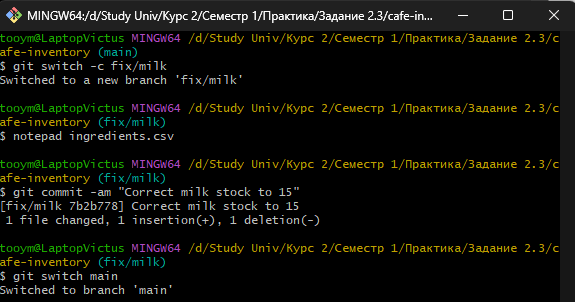 MINGW64:/d/Study Univ/Курс 2/Семестр 1/Практика/Задание 2.3/cafe-in...
tooym@LaptopVictus MINGW64 /d/Study Univ/Курс 2/Семестр 1/Практика/Задание 2.3/c
afe-inventory (main)
$ git switch -c fix/milk
Switched to a new branch 'fix/milk'
tooym@LaptopVictus MINGW64 /d/Study Univ/Курс 2/Семестр 1/Практика/Задание 2.3/c
afe-inventory (fix/milk)
$ notepad ingredients.csv
tooym@LaptopVictus MINGW64 /d/Study Univ/Курс 2/Семестр 1/Практика/Задание 2.3/c
afe-inventory (fix/milk)
$ git commit -am "Correct milk stock to 15"
[fix/milk 7b2b778] Correct milk stock to 15
 1 file changed, 1 insertion(+), 1 deletion(-)
tooym@LaptopVictus MINGW64 /d/Study Univ/Курс 2/Семестр 1/Практика/Задание 2.3/c
afe-inventory (fix/milk)
$ git switch main
Switched to branch 'main'